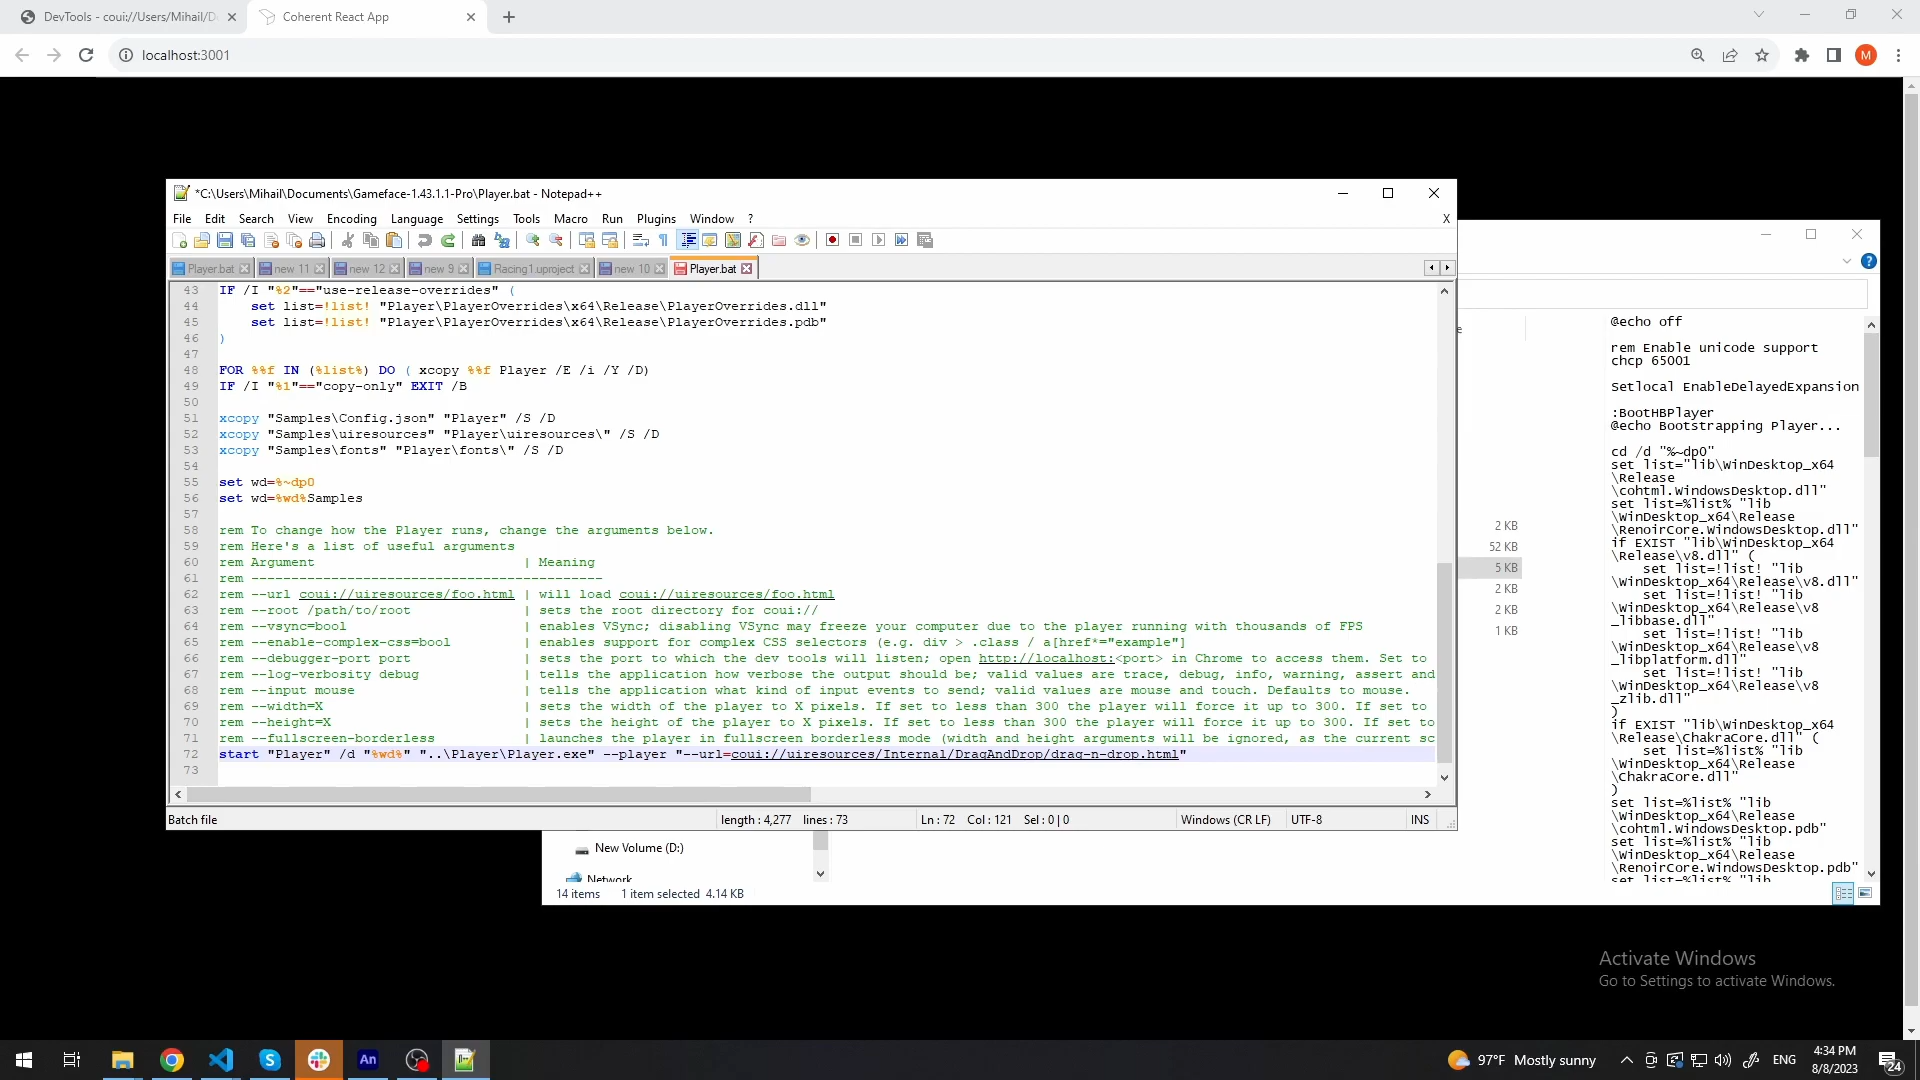 DevTools - coui://Users/Mihail/D
Coherent React App
localhost:3001
M
*C:\Users\Mihail\Documents\Gameface-1.43.1.1-Pro\Player.bat - Notepad++
File Edit Search View Encoding Language Settings Tools Macro Run Plugins Window ?
X
Player.bat new 11 new 12 new 9 Racing1.uproject new 10 Player.bat
43 IF /I "%2"=="use-release-overrides" (
44 set list=!list! "Player\PlayerOverrides\x64\Release\PlayerOverrides.dll"
45 set list=!list! "Player\PlayerOverrides\x64\Release\PlayerOverrides.pdb"
46 )
47
48 FOR %%f IN (%list%) DO ( xcopy %%f Player /E /i /Y /D)
49 IF /I "%1"=="copy-only" EXIT /B
50
51 xcopy "Samples\Config.json" "Player" /S /D
52 xcopy "Samples\uiresources" "Player\uiresources\" /S /D
53 xcopy "Samples\fonts" "Player\fonts\" /S /D
54
55 set wd=%~dp0
56 set wd=%wd%Samples
57
58 rem To change how the Player runs, change the arguments below.
59 rem Here's a list of useful arguments
60 rem Argument | Meaning
61 rem --------------------------------------------
62 rem --url coui://uiresources/foo.html | will load coui://uiresources/foo.html
63 rem --root /path/to/root | sets the root directory for coui://
64 rem --vsync=bool | enables VSync; disabling VSync may freeze your computer due to the player running with thousands of FPS
65 rem --enable-complex-css=bool | enables support for complex CSS selectors (e.g. div > .class / a[href*="example"]
66 rem --debugger-port port | sets the port to which the dev tools will listen; open http://localhost:<port> in Chrome to access them. Set to
67 rem --log-verbosity debug | tells the application how verbose the output should be; valid values are trace, debug, info, warning, assert and
68 rem --input mouse | tells the application what kind of input events to send; valid values are mouse and touch. Defaults to mouse.
69 rem --width=X | sets the width of the player to X pixels. If set to less than 300 the player will force it up to 300. If set to
70 rem --height=X | sets the height of the player to X pixels. If set to less than 300 the player will force it up to 300. If set to
71 rem --fullscreen-borderless | launches the player in fullscreen borderless mode (width and height arguments will be ignored, as the current sc
72 start "Player" /d "%wd%" "..\Player\Player.exe" --player "--url=coui://uiresources/Internal/DragAndDrop/drag-n-drop.html"
73
Batch file length : 4,277 lines : 73 Ln : 72 Col : 121 Sel : 0 | 0 Windows (CR LF) UTF-8 INS
2 KB
52 KB
5 KB
2 KB
2 KB
1 KB
@echo off
rem Enable unicode support
chcp 65001
Setlocal EnableDelayedExpansion
:BootHBPlayer
@echo Bootstrapping Player...
cd /d "%~dp0"
set list="lib\WinDesktop_x64
\Release
\cohtml.WindowsDesktop.dll"
set list=%list% "lib
\WinDesktop_x64\Release
\RenoirCore.WindowsDesktop.dll"
if EXIST "lib\WinDesktop_x64
\Release\v8.dll" (
set list=!list! "lib
\WinDesktop_x64\Release\v8.dll"
set list=!list! "lib
\WinDesktop_x64\Release\v8
_libbase.dll"
set list=!list! "lib
\WinDesktop_x64\Release\v8
_libplatform.dll"
set list=!list! "lib
\WinDesktop_x64\Release\v8
_zlib.dll"
)
if EXIST "lib\WinDesktop_x64
\Release\ChakraCore.dll" (
set list=%list% "lib
\WinDesktop_x64\Release
\ChakraCore.dll"
)
set list=%list% "lib
\WinDesktop_x64\Release
\cohtml.WindowsDesktop.pdb"
set list=%list% "lib
\WinDesktop_x64\Release
\RenoirCore.WindowsDesktop.pdb"
set list=%list% "lib
New Volume (D:)
Network
14 items 1 item selected 4.14 KB
Activate Windows
Go to Settings to activate Windows.
An
97°F Mostly sunny
ENG
4:34 PM
8/8/2023
24